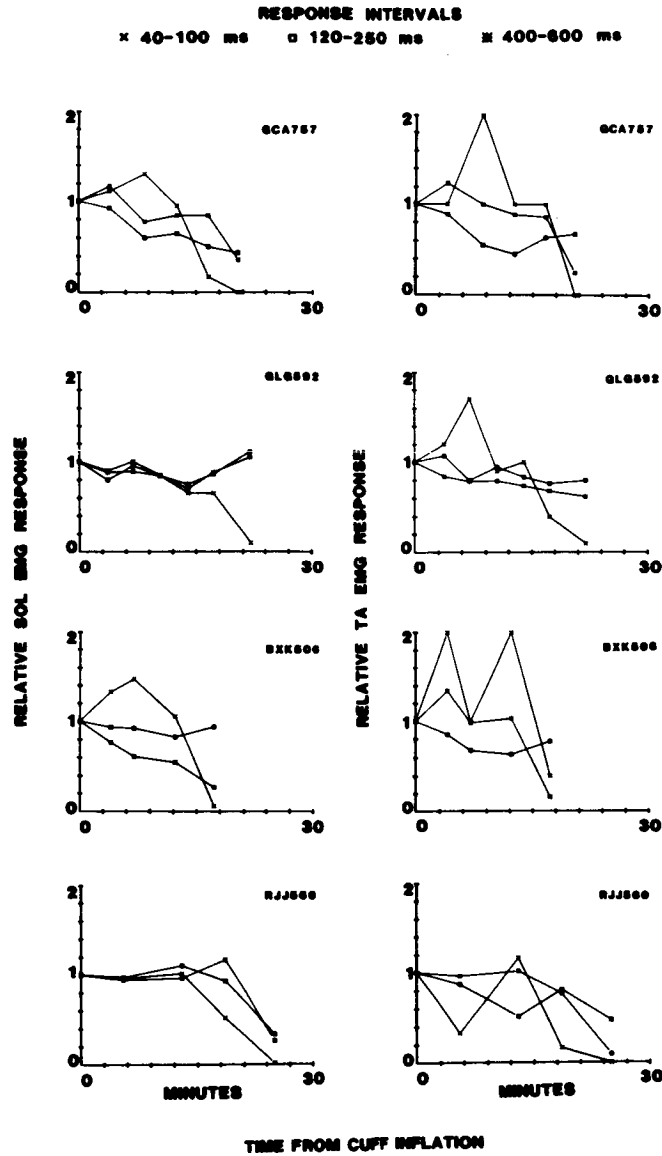 RESPONSE INTERVALS
× 40-100 ms □ 120-250 ms ⁎ 400-600 ms
2
1
0
GCA757
0 30
2
1
0
GCA757
0 30
2
1
0
GLG592
0 30
2
1
0
GLG592
0 30
RELATIVE SOL EMG RESPONSE
RELATIVE TA EMG RESPONSE
2
1
0
BXK506
0 30
2
1
0
BXK506
0 30
2
1
0
RJJ560
0 30
MINUTES
2
1
0
RJJ560
0 30
MINUTES
TIME FROM CUFF INFLATION